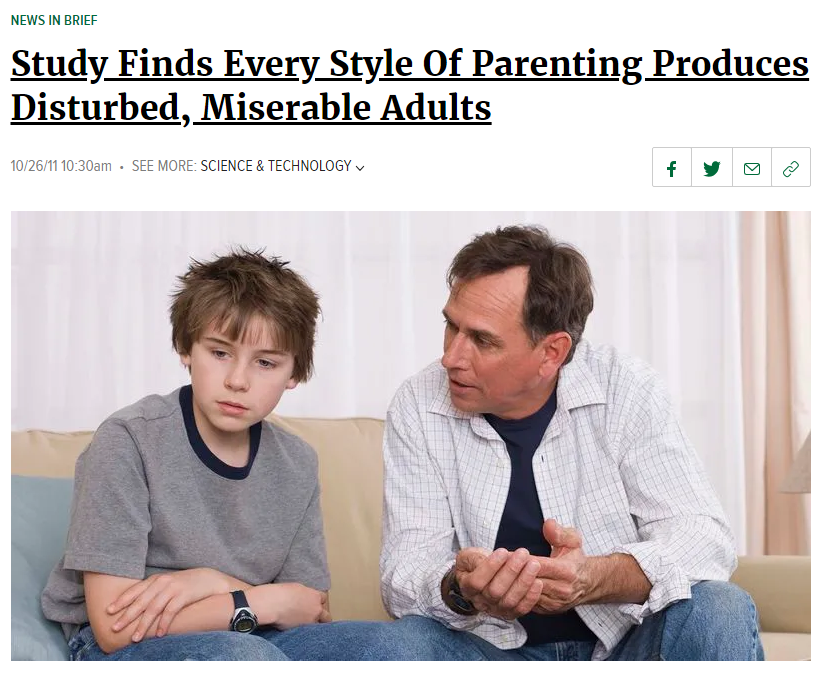 NEWS IN BRIEF
Study Finds Every Style Of Parenting Produces
Disturbed, Miserable Adults
10/26/11 10:30am • SEE MORE: SCIENCE & TECHNOLOGY